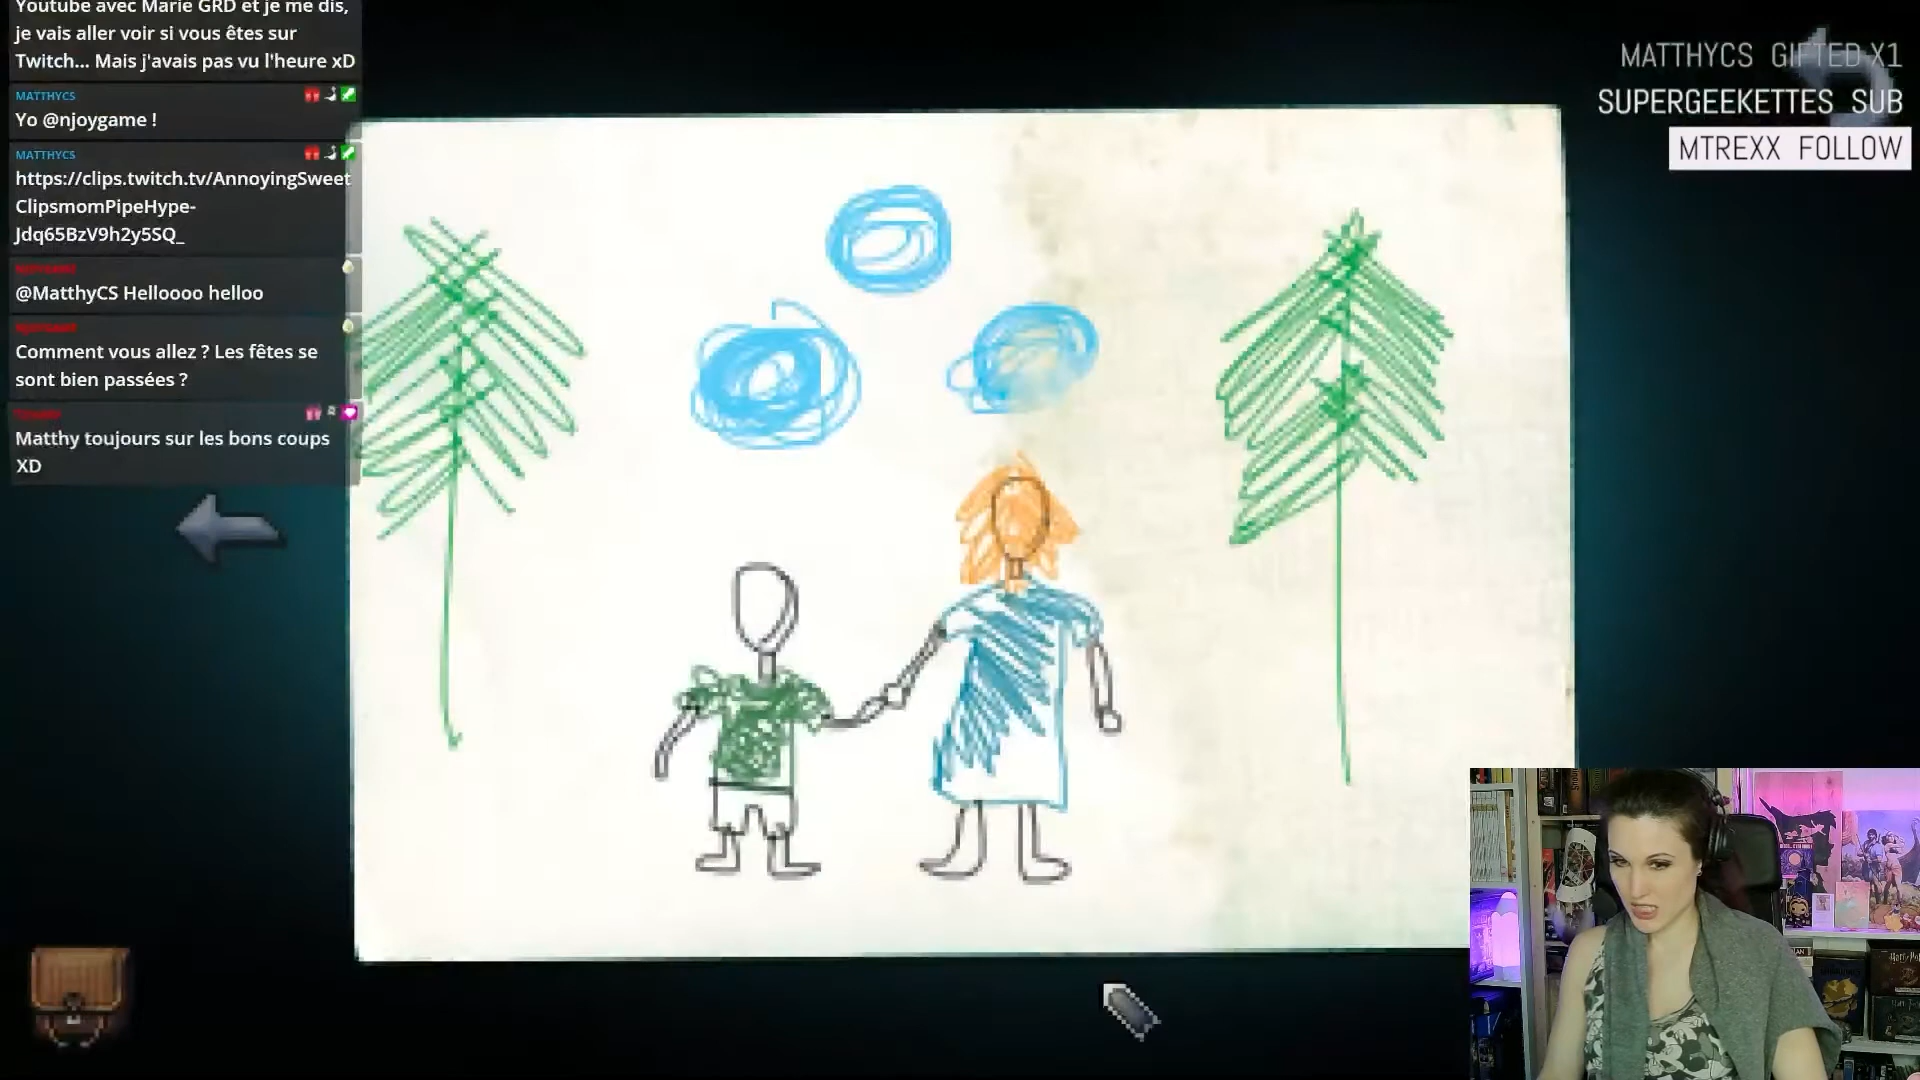 Youtube avec Marie GRD et je me dis,
je vais aller voir si vous êtes sur
Twitch... Mais j'avais pas vu l'heure xD
MATTHYCS
Yo @njoygame !
MATTHYCS
https://clips.twitch.tv/AnnoyingSweet
ClipsmomPipeHype-
Jdq65BzV9h2y5SQ_
@MatthyCS Helloooo helloo
Comment vous allez ? Les fêtes se
sont bien passées ?
Matthy toujours sur les bons coups
XD
MATTHYCS GIFTED X1
SUPERGEEKETTES SUB
MTREXX FOLLOW